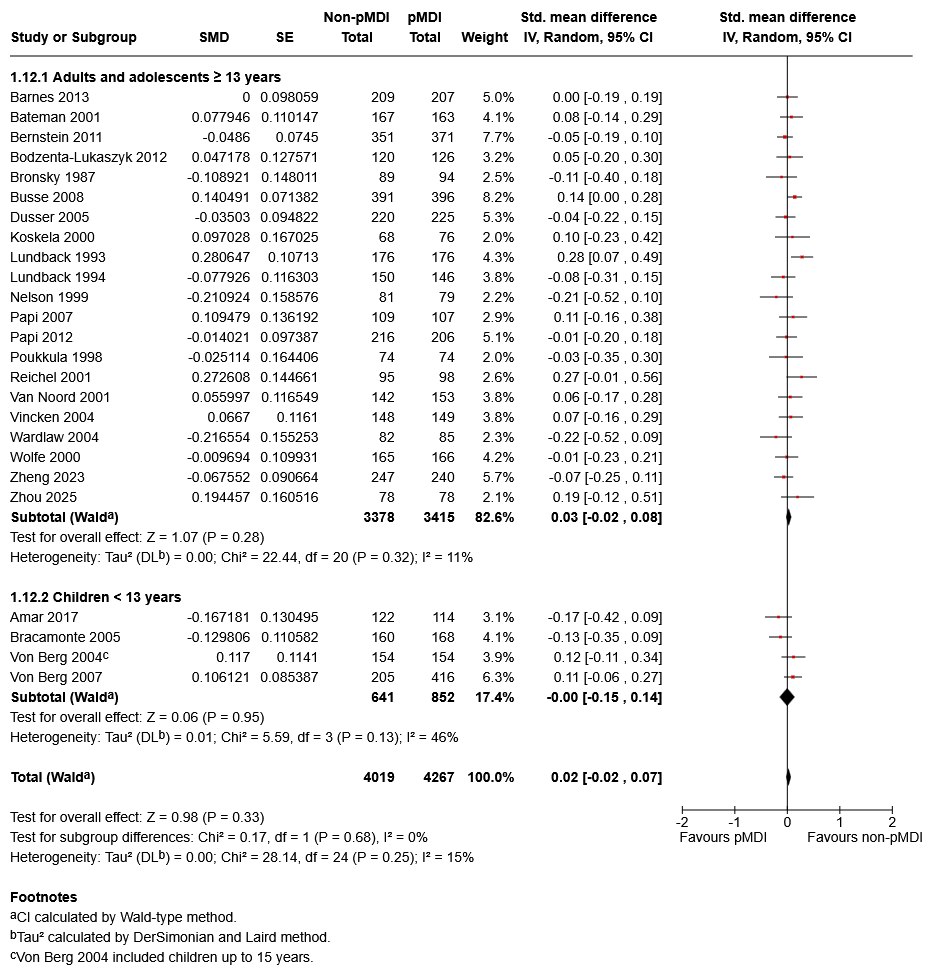 Non-pMDI pMDI Std. mean difference Std. mean difference
Study or Subgroup SMD SE Total Total Weight IV, Random, 95% CI IV, Random, 95% CI
1.12.1 Adults and adolescents ≥ 13 years
Barnes 2013 0 0.098059 209 207 5.0% 0.00 [-0.19 , 0.19]
Bateman 2001 0.077946 0.110147 167 163 4.1% 0.08 [-0.14 , 0.29]
Bernstein 2011 -0.0486 0.0745 351 371 7.7% -0.05 [-0.19 , 0.10]
Bodzenta-Lukaszyk 2012 0.047178 0.127571 120 126 3.2% 0.05 [-0.20 , 0.30]
Bronsky 1987 -0.108921 0.148011 89 94 2.5% -0.11 [-0.40 , 0.18]
Busse 2008 0.140491 0.071382 391 396 8.2% 0.14 [0.00 , 0.28]
Dusser 2005 -0.03503 0.094822 220 225 5.3% -0.04 [-0.22 , 0.15]
Koskela 2000 0.097028 0.167025 68 76 2.0% 0.10 [-0.23 , 0.42]
Lundback 1993 0.280647 0.10713 176 176 4.3% 0.28 [0.07 , 0.49]
Lundback 1994 -0.077926 0.116303 150 146 3.8% -0.08 [-0.31 , 0.15]
Nelson 1999 -0.210924 0.158576 81 79 2.2% -0.21 [-0.52 , 0.10]
Papi 2007 0.109479 0.136192 109 107 2.9% 0.11 [-0.16 , 0.38]
Papi 2012 -0.014021 0.097387 216 206 5.1% -0.01 [-0.20 , 0.18]
Poukkula 1998 -0.025114 0.164406 74 74 2.0% -0.03 [-0.35 , 0.30]
Reichel 2001 0.272608 0.144661 95 98 2.6% 0.27 [-0.01 , 0.56]
Van Noord 2001 0.055997 0.116549 142 153 3.8% 0.06 [-0.17 , 0.28]
Vincken 2004 0.0667 0.1161 148 149 3.8% 0.07 [-0.16 , 0.29]
Wardlaw 2004 -0.216554 0.155253 82 85 2.3% -0.22 [-0.52 , 0.09]
Wolfe 2000 -0.009694 0.109931 165 166 4.2% -0.01 [-0.23 , 0.21]
Zheng 2023 -0.067552 0.090664 247 240 5.7% -0.07 [-0.25 , 0.11]
Zhou 2025 0.194457 0.160516 78 78 2.1% 0.19 [-0.12 , 0.51]
Subtotal (Waldᵃ) 3378 3415 82.6% 0.03 [-0.02 , 0.08]
Test for overall effect: Z = 1.07 (P = 0.28)
Heterogeneity: Tau² (DLᵇ) = 0.00; Chi² = 22.44, df = 20 (P = 0.32); I² = 11%
1.12.2 Children < 13 years
Amar 2017 -0.167181 0.130495 122 114 3.1% -0.17 [-0.42 , 0.09]
Bracamonte 2005 -0.129806 0.110582 160 168 4.1% -0.13 [-0.35 , 0.09]
Von Berg 2004ᶜ 0.117 0.1141 154 154 3.9% 0.12 [-0.11 , 0.34]
Von Berg 2007 0.106121 0.085387 205 416 6.3% 0.11 [-0.06 , 0.27]
Subtotal (Waldᵃ) 641 852 17.4% -0.00 [-0.15 , 0.14]
Test for overall effect: Z = 0.06 (P = 0.95)
Heterogeneity: Tau² (DLᵇ) = 0.01; Chi² = 5.59, df = 3 (P = 0.13); I² = 46%
Total (Waldᵃ) 4019 4267 100.0% 0.02 [-0.02 , 0.07]
Test for overall effect: Z = 0.98 (P = 0.33)
Test for subgroup differences: Chi² = 0.17, df = 1 (P = 0.68), I² = 0%
Heterogeneity: Tau² (DLᵇ) = 0.00; Chi² = 28.14, df = 24 (P = 0.25); I² = 15%
-2 -1 0 1 2
Favours pMDI Favours non-pMDI
Footnotes
ᵃCI calculated by Wald-type method.
ᵇTau² calculated by DerSimonian and Laird method.
ᶜVon Berg 2004 included children up to 15 years.